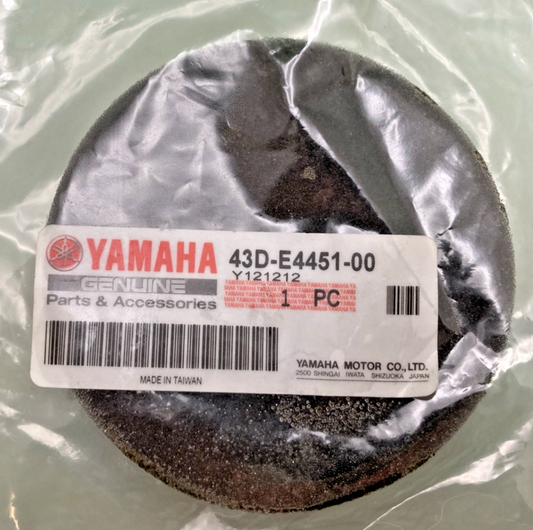 YAMAHA 43D-E4451-00
GENUINE Y121212
Parts & Accessories 1 PC
YAMAHA MOTOR CO.,LTD.
2500 SHINGAI IWATA SHIZUOKA JAPAN
MADE IN TAIWAN